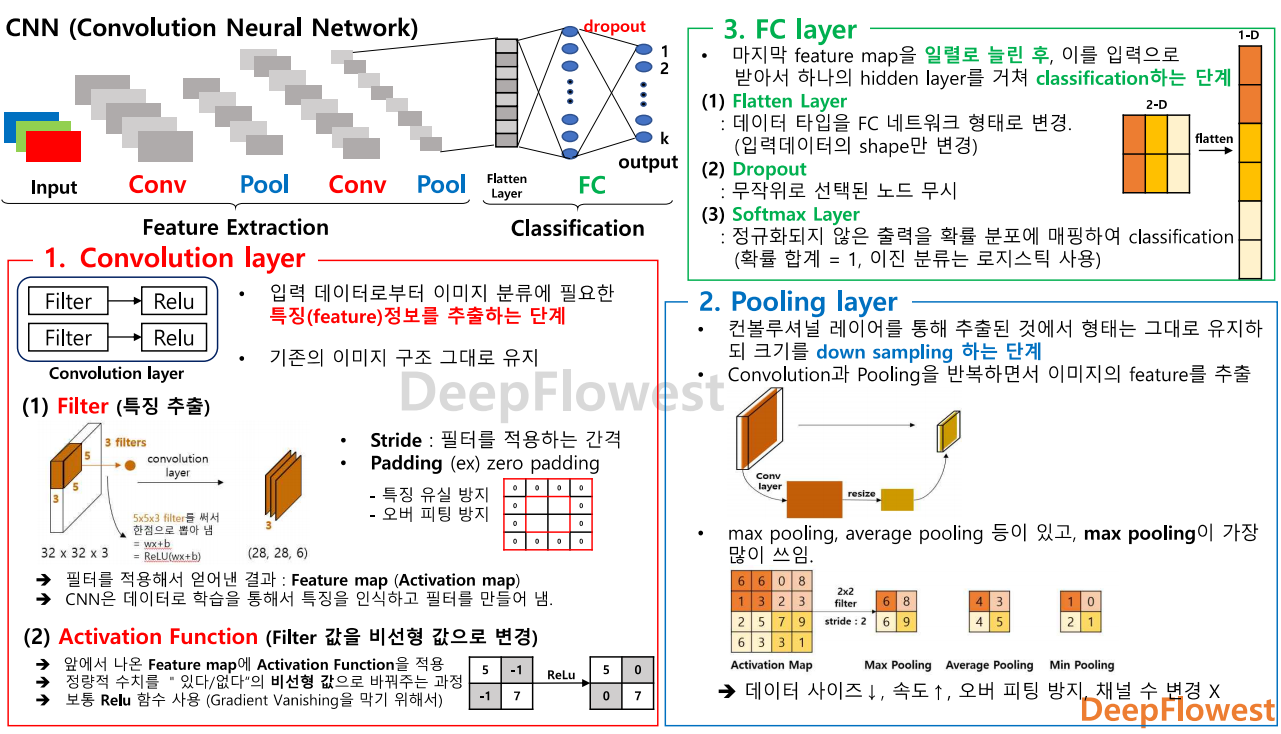 CNN (Convolution Neural Network)
dropout
1
2
k
output
Input
Conv
Pool
Conv
Pool
Flatten
Layer
FC
Feature Extraction
Classification
1. Convolution layer
Filter
Relu
Filter
Relu
Convolution layer
• 입력 데이터로부터 이미지 분류에 필요한
특징(feature)정보를 추출하는 단계
• 기존의 이미지 구조 그대로 유지
DeepFlowest
(1) Filter (특징 추출)
3 filters
5
5
3
convolution
layer
5x5x3 filter를 써서
한점으로 뽑아 냄
= wx+b
= ReLU(wx+b)
3
32 x 32 x 3
(28, 28, 6)
• Stride : 필터를 적용하는 간격
• Padding (ex) zero padding
- 특징 유실 방지
- 오버 피팅 방지
0 0 0 0
0 0
0 0
0 0 0 0
➔ 필터를 적용해서 얻어낸 결과 : Feature map (Activation map)
➔ CNN은 데이터로 학습을 통해서 특징을 인식하고 필터를 만들어 냄.
(2) Activation Function (Filter 값을 비선형 값으로 변경)
➔ 앞에서 나온 Feature map에 Activation Function을 적용
➔ 정량적 수치를 " 있다/없다"의 비선형 값으로 바꿔주는 과정
➔ 보통 Relu 함수 사용 (Gradient Vanishing을 막기 위해서)
5 -1
-1 7
ReLu
5 0
0 7
3. FC layer
• 마지막 feature map을 일렬로 늘린 후, 이를 입력으로
받아서 하나의 hidden layer를 거쳐 classification하는 단계
(1) Flatten Layer
: 데이터 타입을 FC 네트워크 형태로 변경.
(입력데이터의 shape만 변경)
(2) Dropout
: 무작위로 선택된 노드 무시
(3) Softmax Layer
: 정규화되지 않은 출력을 확률 분포에 매핑하여 classification
(확률 합계 = 1, 이진 분류는 로지스틱 사용)
2-D
flatten
1-D
2. Pooling layer
• 컨볼루셔널 레이어를 통해 추출된 것에서 형태는 그대로 유지하
되 크기를 down sampling 하는 단계
• Convolution과 Pooling을 반복하면서 이미지의 feature를 추출
Conv
layer
resize
• max pooling, average pooling 등이 있고, max pooling이 가장
많이 쓰임.
6 6 0 8
1 3 2 3
2 5 7 9
6 3 3 1
2x2
filter
stride : 2
6 8
6 9
4 3
4 5
1 0
2 1
Activation Map
Max Pooling
Average Pooling
Min Pooling
➔ 데이터 사이즈↓, 속도↑, 오버 피팅 방지, 채널 수 변경 X
DeepFlowest